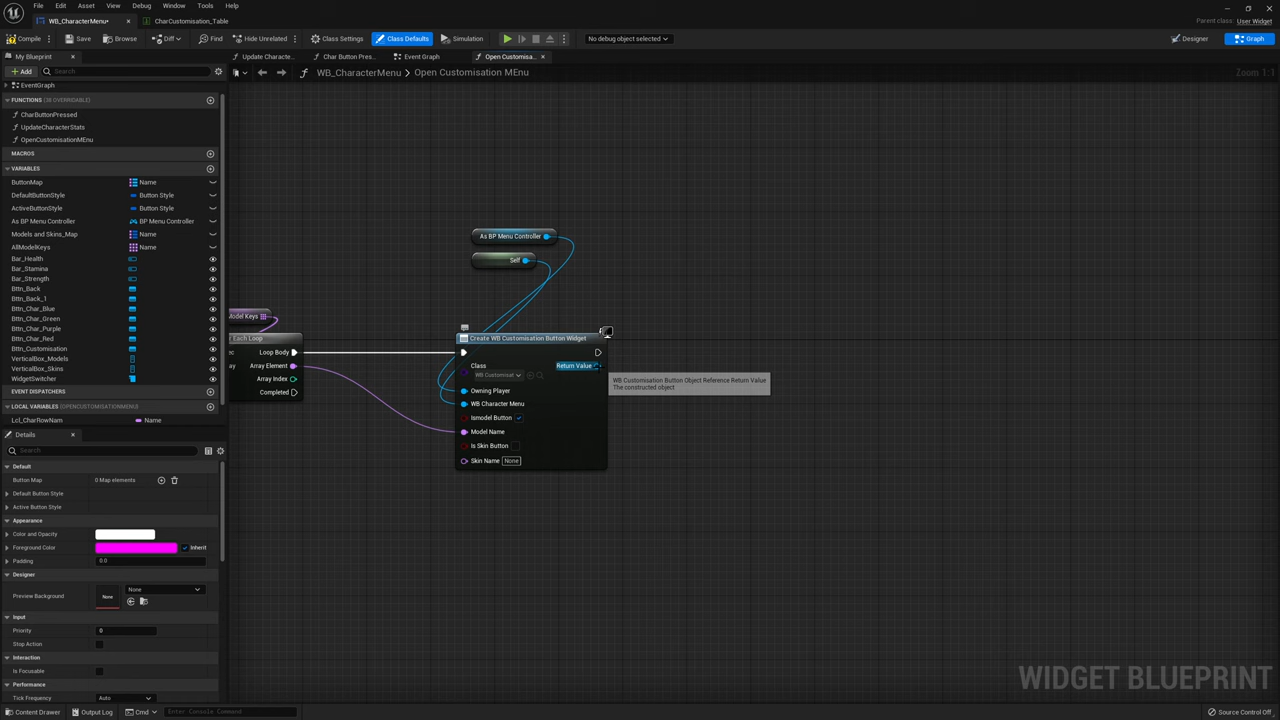 File Edit Asset View Debug Window Tools Help
WB_CharacterMenu•
CharCustomisation_Table
Parent class: User Widget
Compile Save Browse Diff Find Hide Unrelated Class Settings Class Defaults Simulation No debug object selected Designer Graph
My Blueprint
Update Characte...
Char Button Pres...
Event Graph
Open Customisa...
Add Search
WB_CharacterMenu > Open Customisation MEnu
Zoom 1:1
EventGraph
FUNCTIONS (38 OVERRIDABLE)
CharButtonPressed
UpdateCharacterStats
OpenCustomisationMEnu
MACROS
VARIABLES
ButtonMap Name
DefaultButtonStyle Button Style
ActiveButtonStyle Button Style
As BP Menu Controller BP Menu Controller
Models and Skins_Map Name
AllModelKeys Name
Bar_Health
Bar_Stamina
Bar_Strength
Bttn_Back
Bttn_Back_1
Bttn_Char_Blue
Bttn_Char_Green
Bttn_Char_Purple
Bttn_Char_Red
Bttn_Customisation
VerticalBox_Models
VerticalBox_Skins
WidgetSwitcher
EVENT DISPATCHERS
LOCAL VARIABLES (OPENCUSTOMISATIONMENU)
Lcl_CharRowNam Name
Details
Search
Default
Button Map 0 Map elements
Default Button Style
Active Button Style
Appearance
Color and Opacity
Foreground Color Inherit
Padding 0.0
Designer
Preview Background None None
Input
Priority 0
Stop Action
Interaction
Is Focusable
Performance
Tick Frequency Auto
As BP Menu Controller
Self
Model Keys
Each Loop
Loop Body
Array Element
Array Index
Completed
Create WB Customisation Button Widget
Class
WB Customisat
Return Value
Owning Player
WB Character Menu
Ismodel Button
Model Name
Is Skin Button
Skin Name None
WB Customisation Button Object Reference Return Value
The constructed object
WIDGET BLUEPRINT
Content Drawer Output Log Cmd Enter Console Command Source Control Off